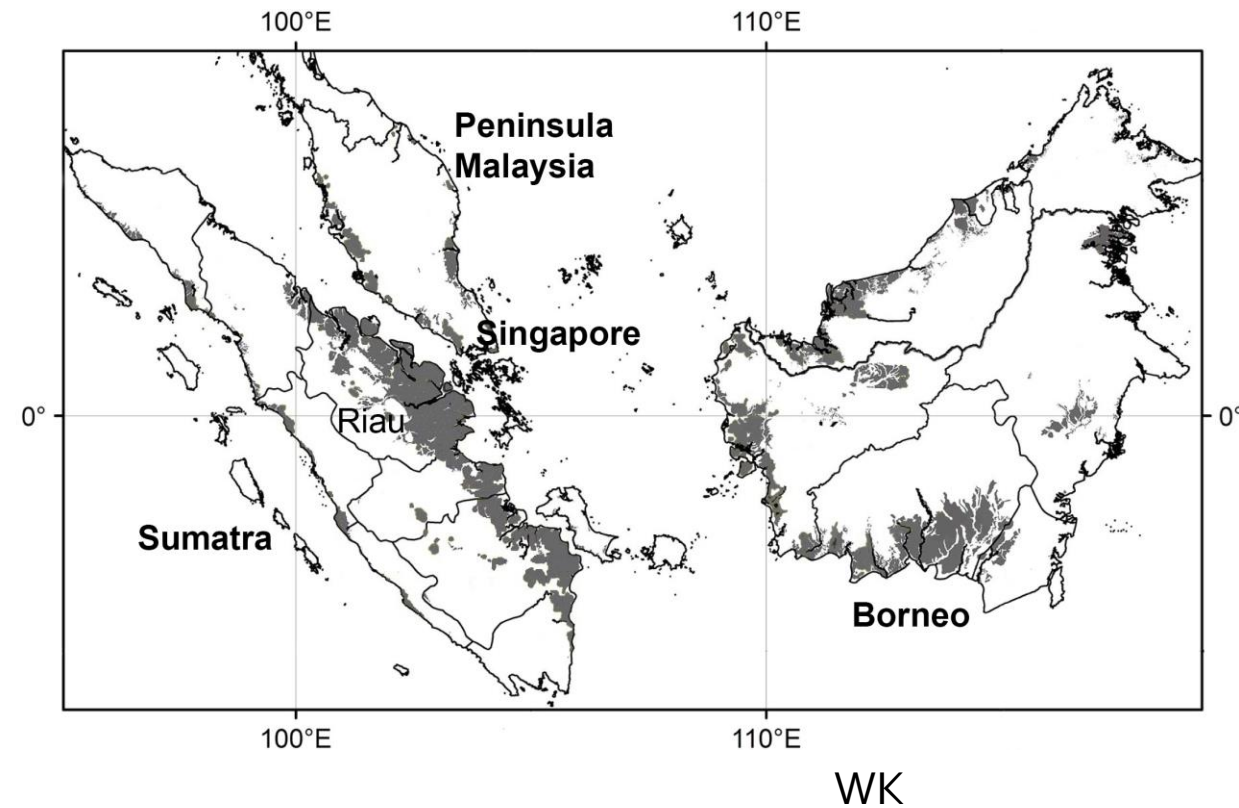 100°E 110°E
Peninsula
Malaysia
Singapore
0° 0°
Riau
Sumatra
Borneo
100°E 110°E
WK